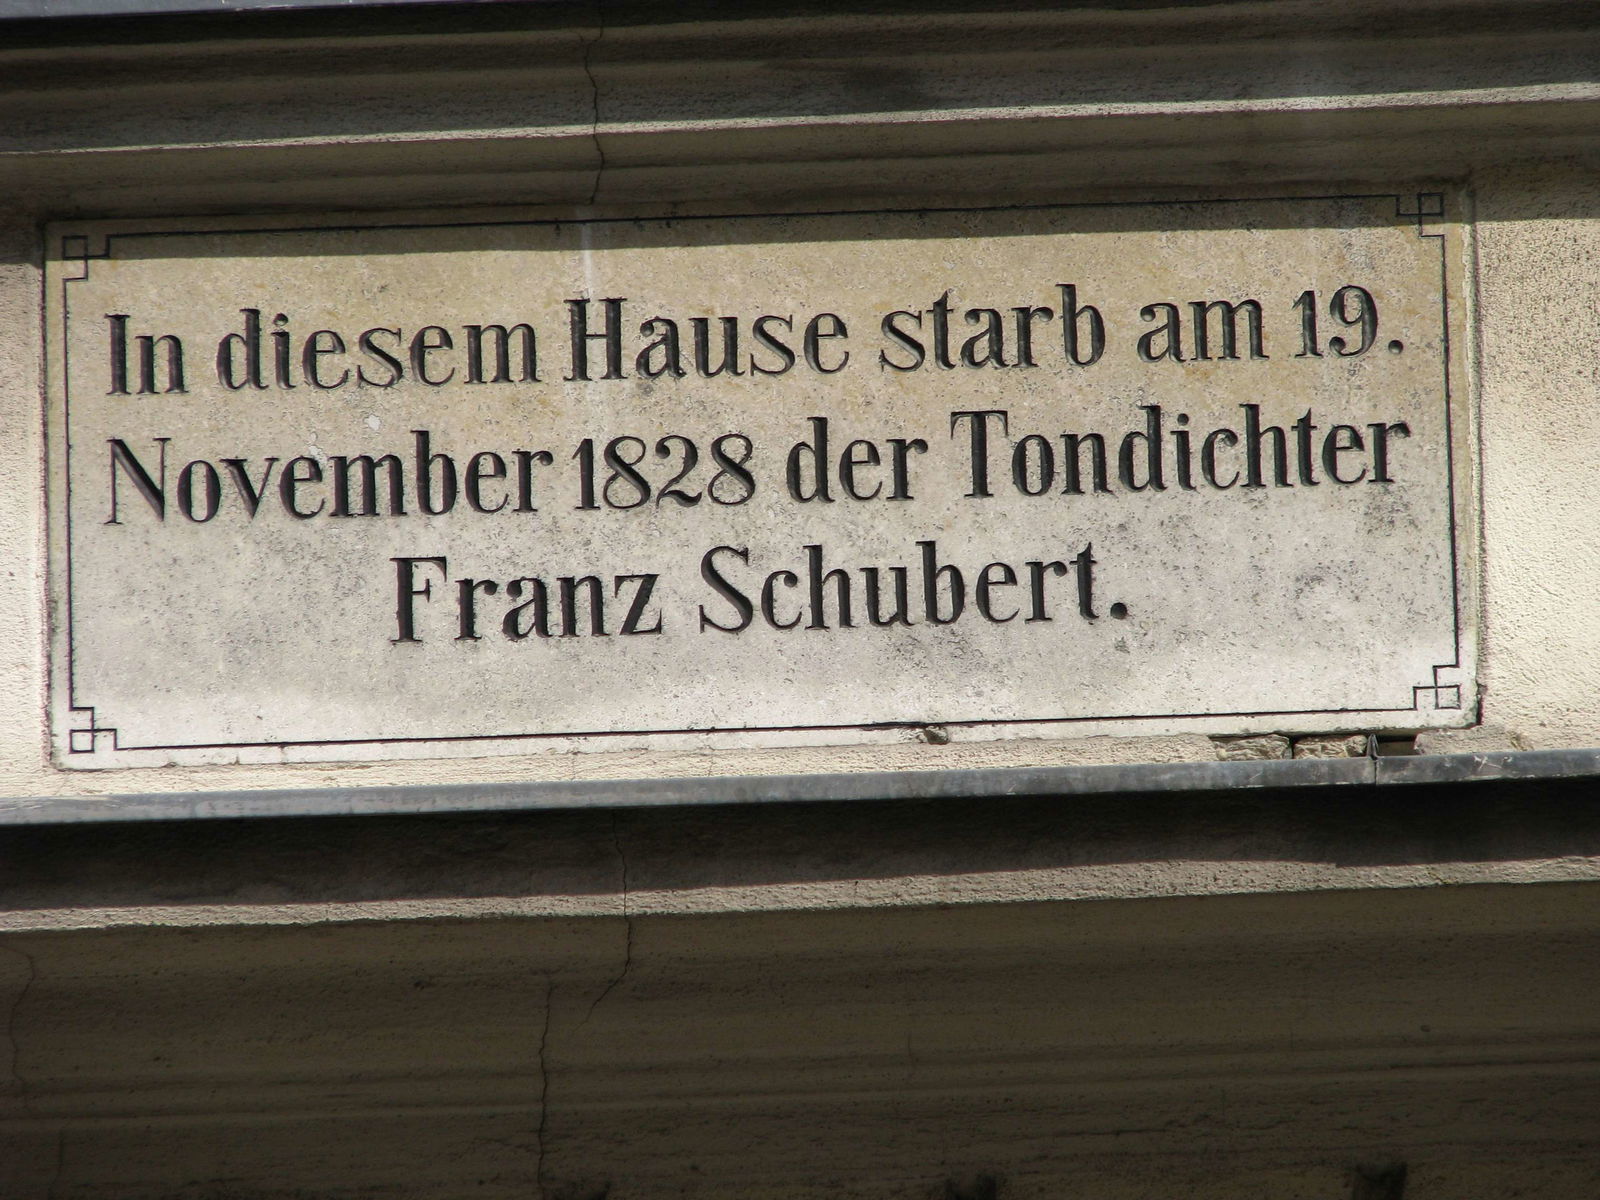 In diesem Hause starb am 19.
November 1828 der Tondichter
Franz Schubert.